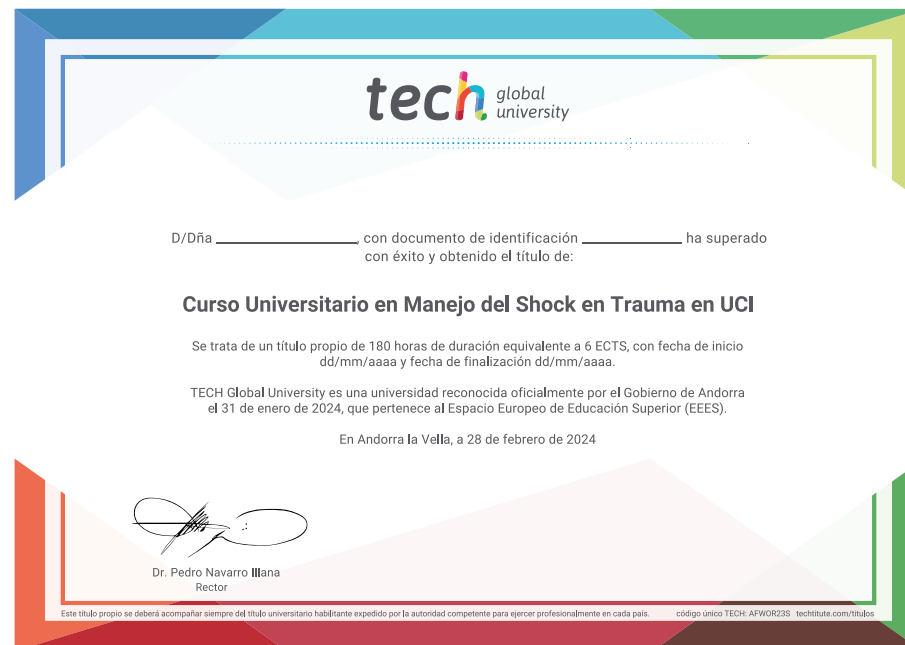 tech global university
D/Dña ____________________, con documento de identificación ______________ ha superado
con éxito y obtenido el título de:
Curso Universitario en Manejo del Shock en Trauma en UCI
Se trata de un título propio de 180 horas de duración equivalente a 6 ECTS, con fecha de inicio
dd/mm/aaaa y fecha de finalización dd/mm/aaaa.
TECH Global University es una universidad reconocida oficialmente por el Gobierno de Andorra
el 31 de enero de 2024, que pertenece al Espacio Europeo de Educación Superior (EEES).
En Andorra la Vella, a 28 de febrero de 2024
Dr. Pedro Navarro Illana
Rector
Este título propio se deberá acompañar siempre del título universitario habilitante expedido por la autoridad competente para ejercer profesionalmente en cada país. código único TECH: AFWOR23S techtitute.com/titulos